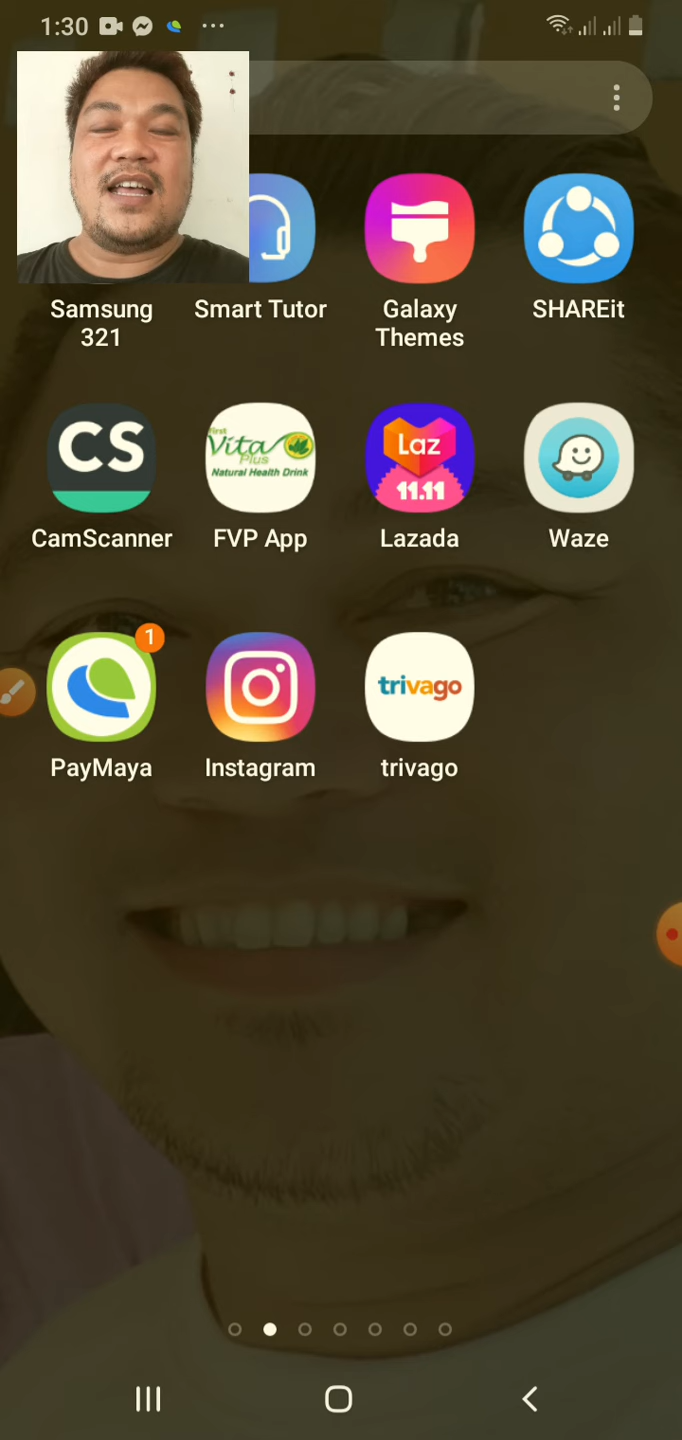 1:30
Samsung
321
Smart Tutor
Galaxy
Themes
SHAREit
CS
CamScanner
First
Vita
Plus
Natural Health Drink
FVP App
Laz
11.11
Lazada
Waze
1
PayMaya
Instagram
trivago
trivago